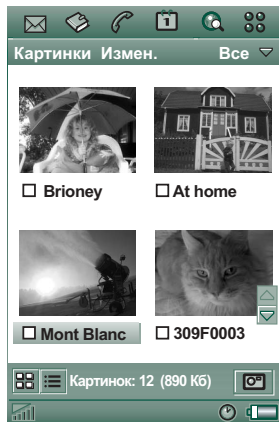 Картинки Измен. Все
Brioney
At home
Mont Blanc
309F0003
Картинок: 12 (890 Кб)